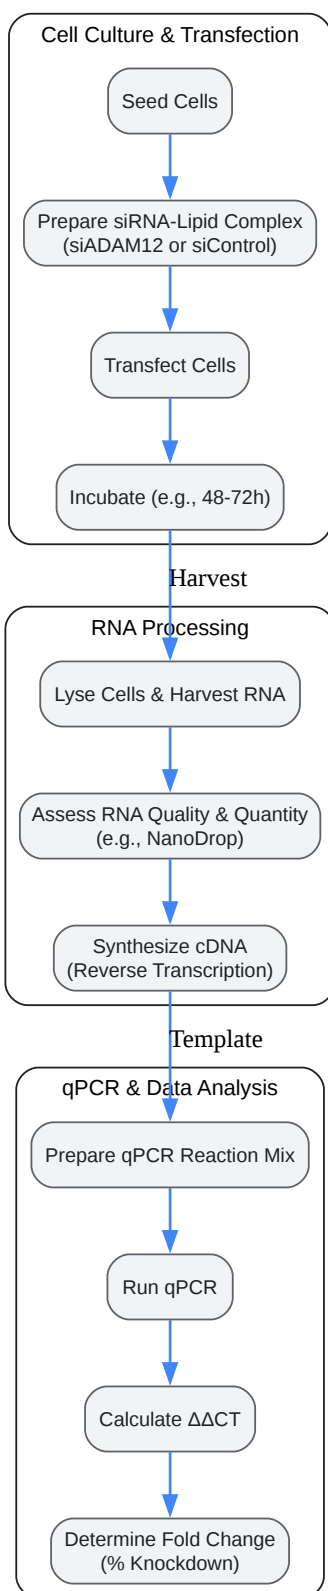 Cell Culture & Transfection
Seed Cells
Prepare siRNA-Lipid Complex
(siADAM12 or siControl)
Transfect Cells
Incubate (e.g., 48-72h)
Harvest
RNA Processing
Lyse Cells & Harvest RNA
Assess RNA Quality & Quantity
(e.g., NanoDrop)
Synthesize cDNA
(Reverse Transcription)
Template
qPCR & Data Analysis
Prepare qPCR Reaction Mix
Run qPCR
Calculate ΔΔCT
Determine Fold Change
(% Knockdown)